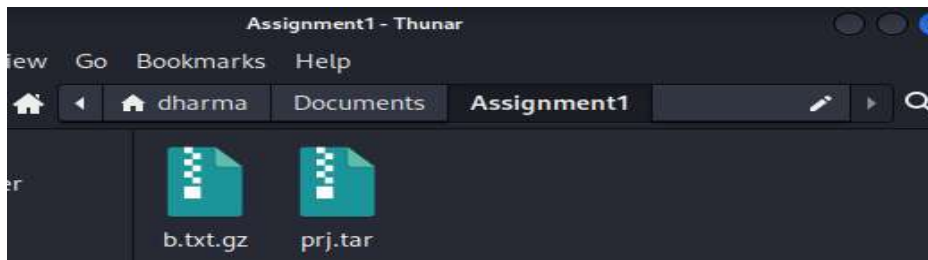 Assignment1 - Thunar
iew Go Bookmarks Help
dharma Documents Assignment1
er
b.txt.gz prj.tar